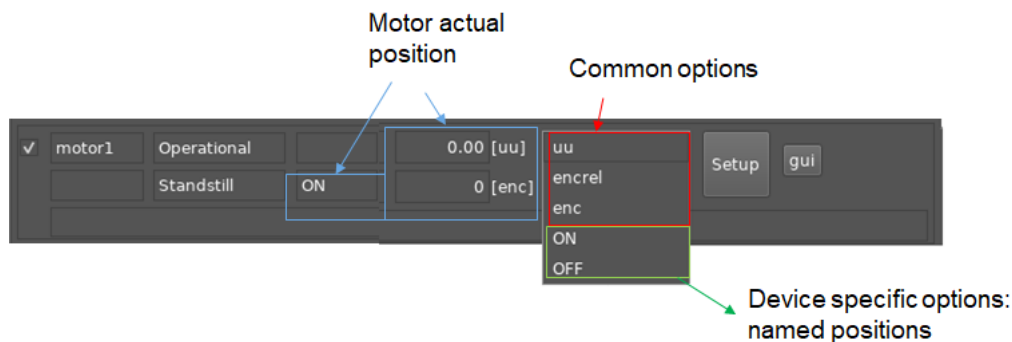 Motor actual
position
Common options
motor1 Operational 0.00 [uu] uu Setup gui
Standstill ON 0 [enc] encrel
enc
ON
OFF
Device specific options:
named positions